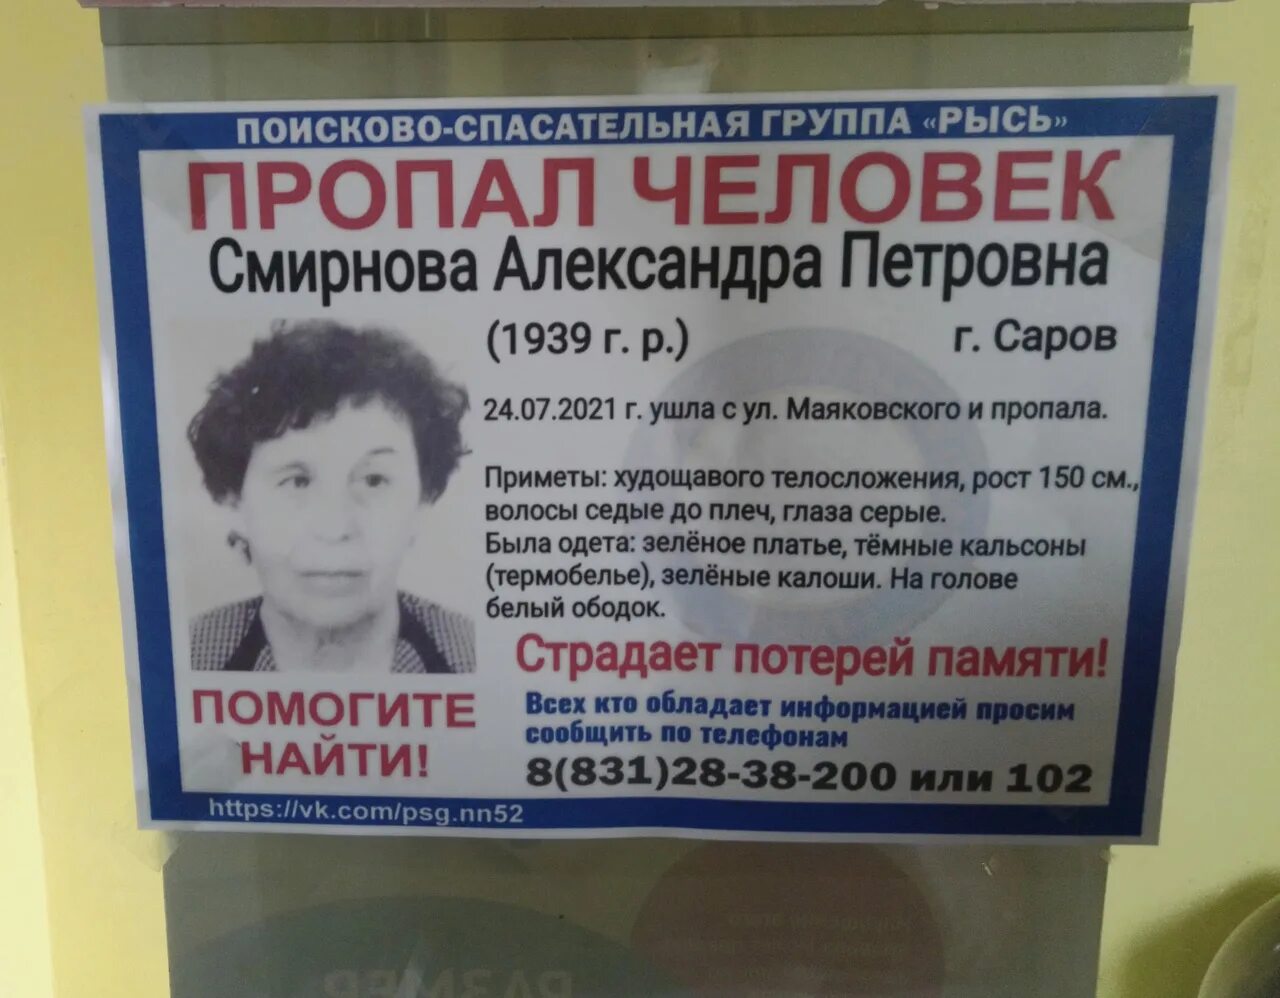 ПОИСКОВО-СПАСАТЕЛЬНАЯ ГРУППА «РЫСЬ»
ПРОПАЛ ЧЕЛОВЕК
Смирнова Александра Петровна
(1939 г. р.) г. Саров
24.07.2021 г. ушла с ул. Маяковского и пропала.
Приметы: худощавого телосложения, рост 150 см.,
волосы седые до плеч, глаза серые.
Была одета: зелёное платье, тёмные кальсоны
(термобелье), зелёные калоши. На голове
белый ободок.
Страдает потерей памяти!
ПОМОГИТЕ
НАЙТИ!
Всех кто обладает информацией просим
сообщить по телефонам
8(831)28-38-200 или 102
https://vk.com/psg.nn52